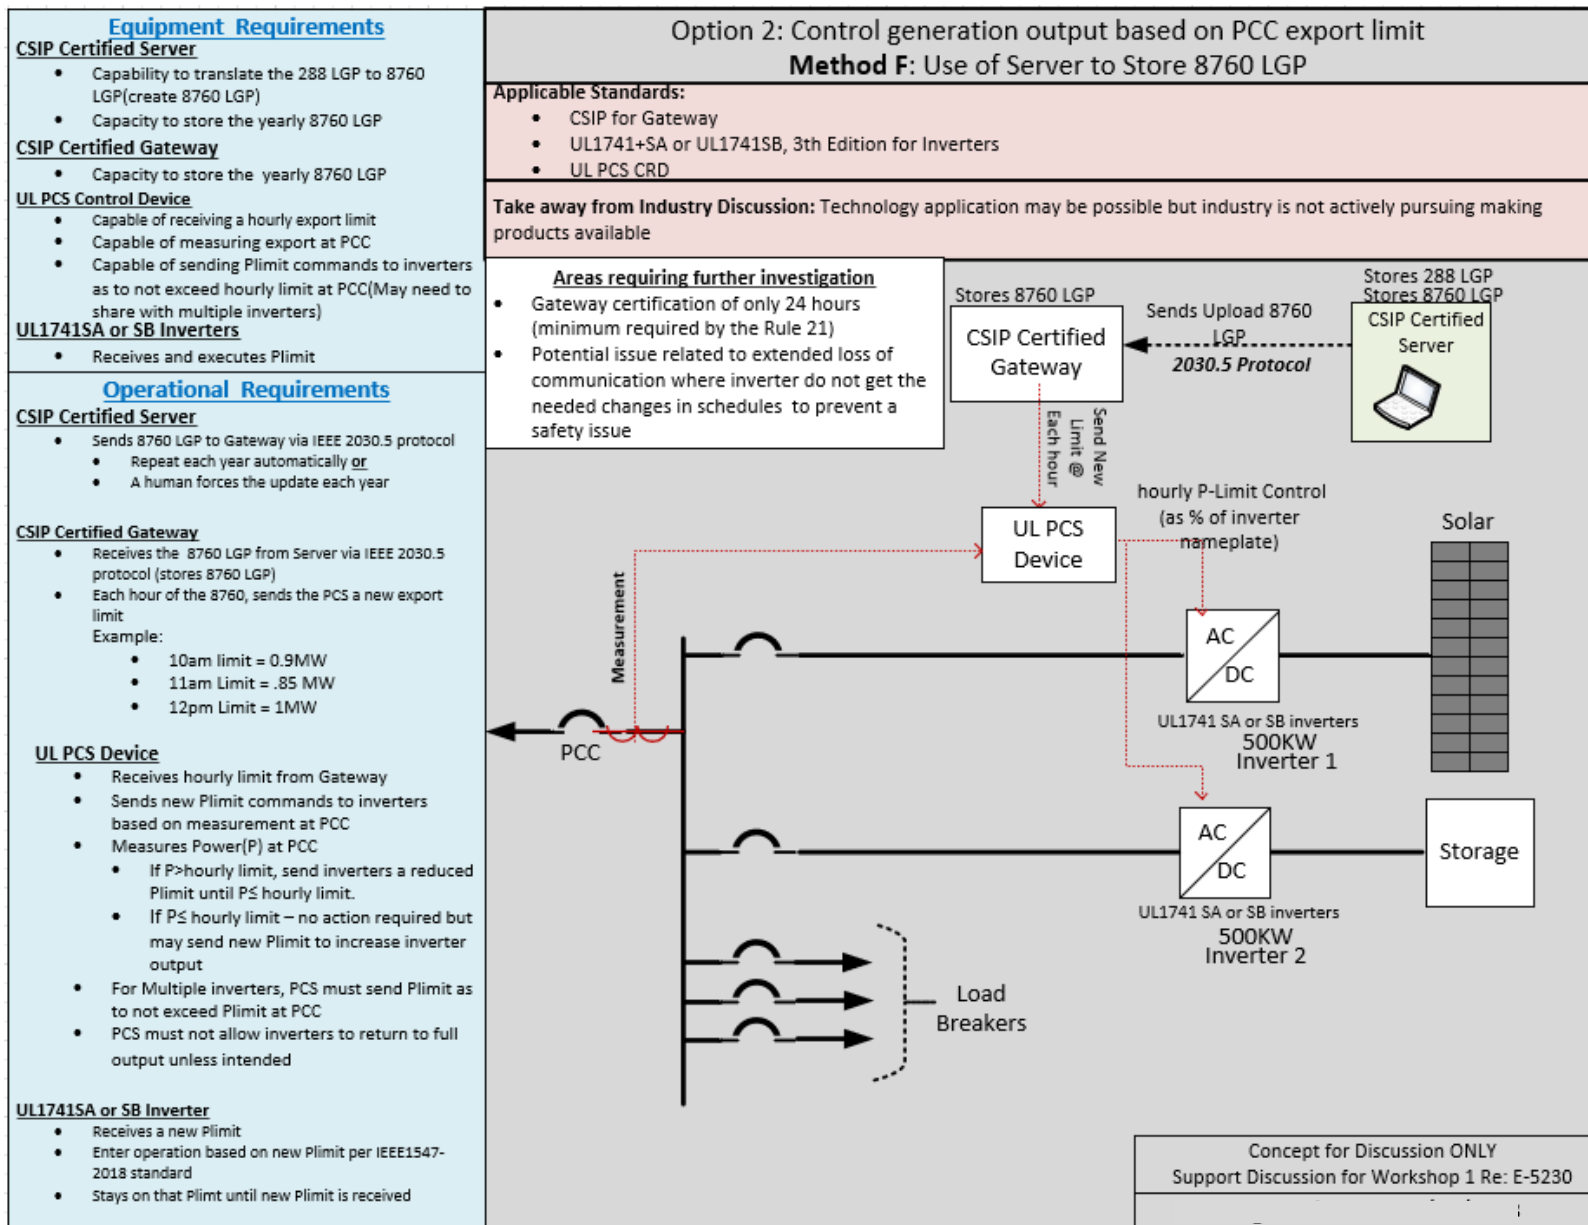 Equipment Requirements
CSIP Certified Server
• Capability to translate the 288 LGP to 8760
LGP(create 8760 LGP)
• Capacity to store the yearly 8760 LGP
CSIP Certified Gateway
• Capacity to store the yearly 8760 LGP
UL PCS Control Device
• Capable of receiving a hourly export limit
• Capable of measuring export at PCC
• Capable of sending Plimit commands to inverters
as to not exceed hourly limit at PCC(May need to
share with multiple inverters)
UL1741SA or SB Inverters
• Receives and executes Plimit
Operational Requirements
CSIP Certified Server
• Sends 8760 LGP to Gateway via IEEE 2030.5 protocol
• Repeat each year automatically or
• A human forces the update each year
CSIP Certified Gateway
• Receives the 8760 LGP from Server via IEEE 2030.5
protocol (stores 8760 LGP)
• Each hour of the 8760, sends the PCS a new export
limit
Example:
• 10am limit = 0.9MW
• 11am Limit = .85 MW
• 12pm Limit = 1MW
UL PCS Device
• Receives hourly limit from Gateway
• Sends new Plimit commands to inverters
based on measurement at PCC
• Measures Power(P) at PCC
• If P>hourly limit, send inverters a reduced
Plimit until P≤ hourly limit.
• If P≤ hourly limit – no action required but
may send new Plimit to increase inverter
output
• For Multiple inverters, PCS must send Plimit as
to not exceed Plimit at PCC
• PCS must not allow inverters to return to full
output unless intended
UL1741SA or SB Inverter
• Receives a new Plimit
• Enter operation based on new Plimit per IEEE1547-
2018 standard
• Stays on that Plimt until new Plimit is received
Option 2: Control generation output based on PCC export limit
Method F: Use of Server to Store 8760 LGP
Applicable Standards:
• CSIP for Gateway
• UL1741+SA or UL1741SB, 3th Edition for Inverters
• UL PCS CRD
Take away from Industry Discussion: Technology application may be possible but industry is not actively pursuing making
products available
Areas requiring further investigation
• Gateway certification of only 24 hours
(minimum required by the Rule 21)
• Potential issue related to extended loss of
communication where inverter do not get the
needed changes in schedules to prevent a
safety issue
Stores 8760 LGP
CSIP Certified
Gateway
Sends Upload 8760
LGP
2030.5 Protocol
Stores 288 LGP
Stores 8760 LGP
CSIP Certified
Server
Send New
Limit @
Each hour
UL PCS
Device
hourly P-Limit Control
(as % of inverter
nameplate)
Solar
Measurement
PCC
AC
DC
UL1741 SA or SB inverters
500KW
Inverter 1
AC
DC
UL1741 SA or SB inverters
500KW
Inverter 2
Storage
Load
Breakers
Concept for Discussion ONLY
Support Discussion for Workshop 1 Re: E-5230